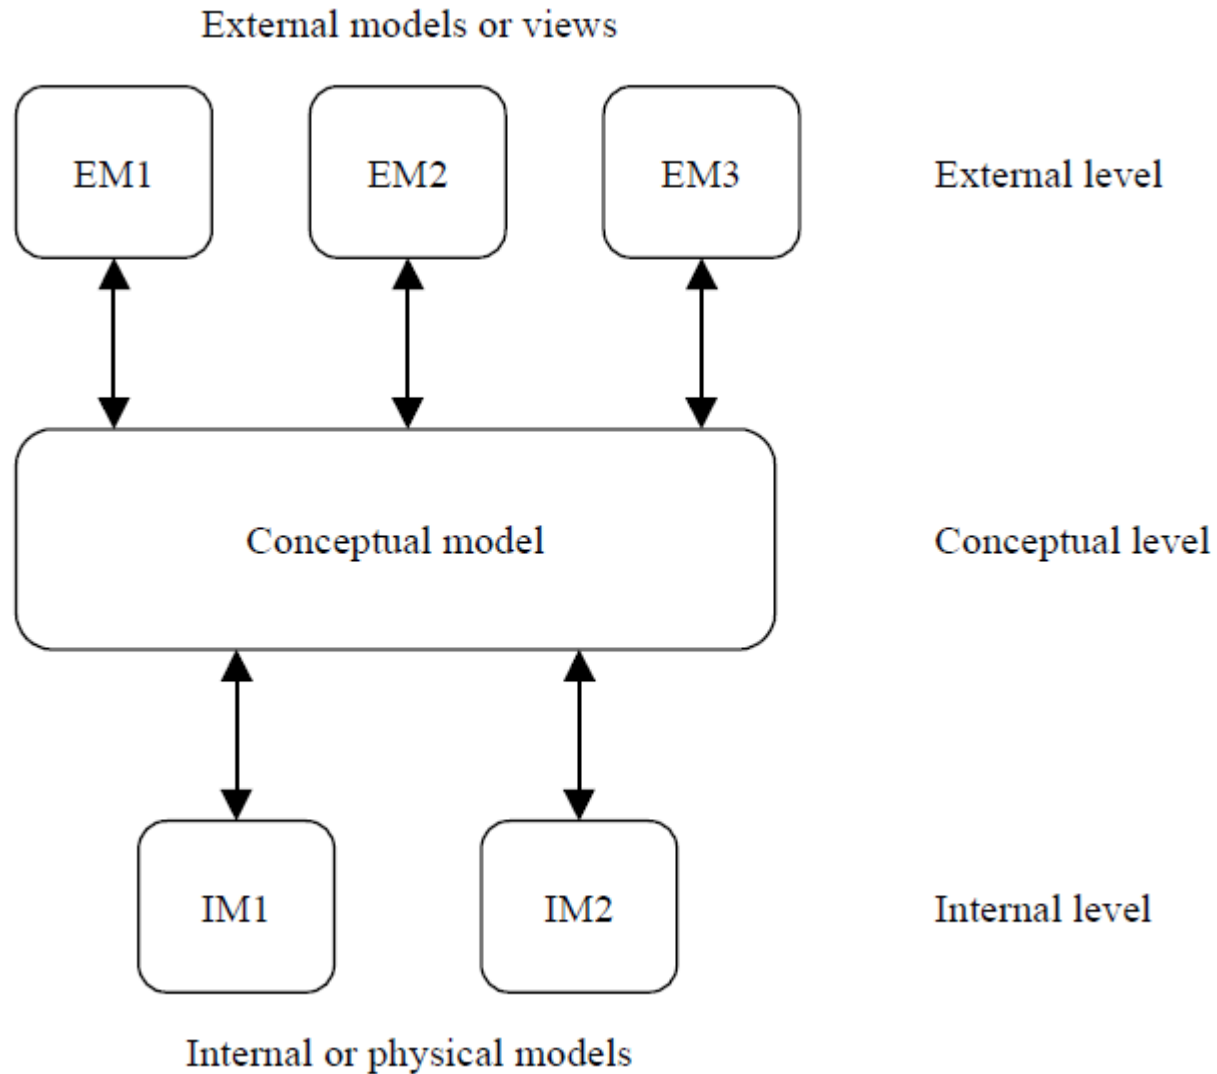 External models or views
EM1 EM2 EM3 External level
Conceptual model Conceptual level
IM1 IM2 Internal level
Internal or physical models